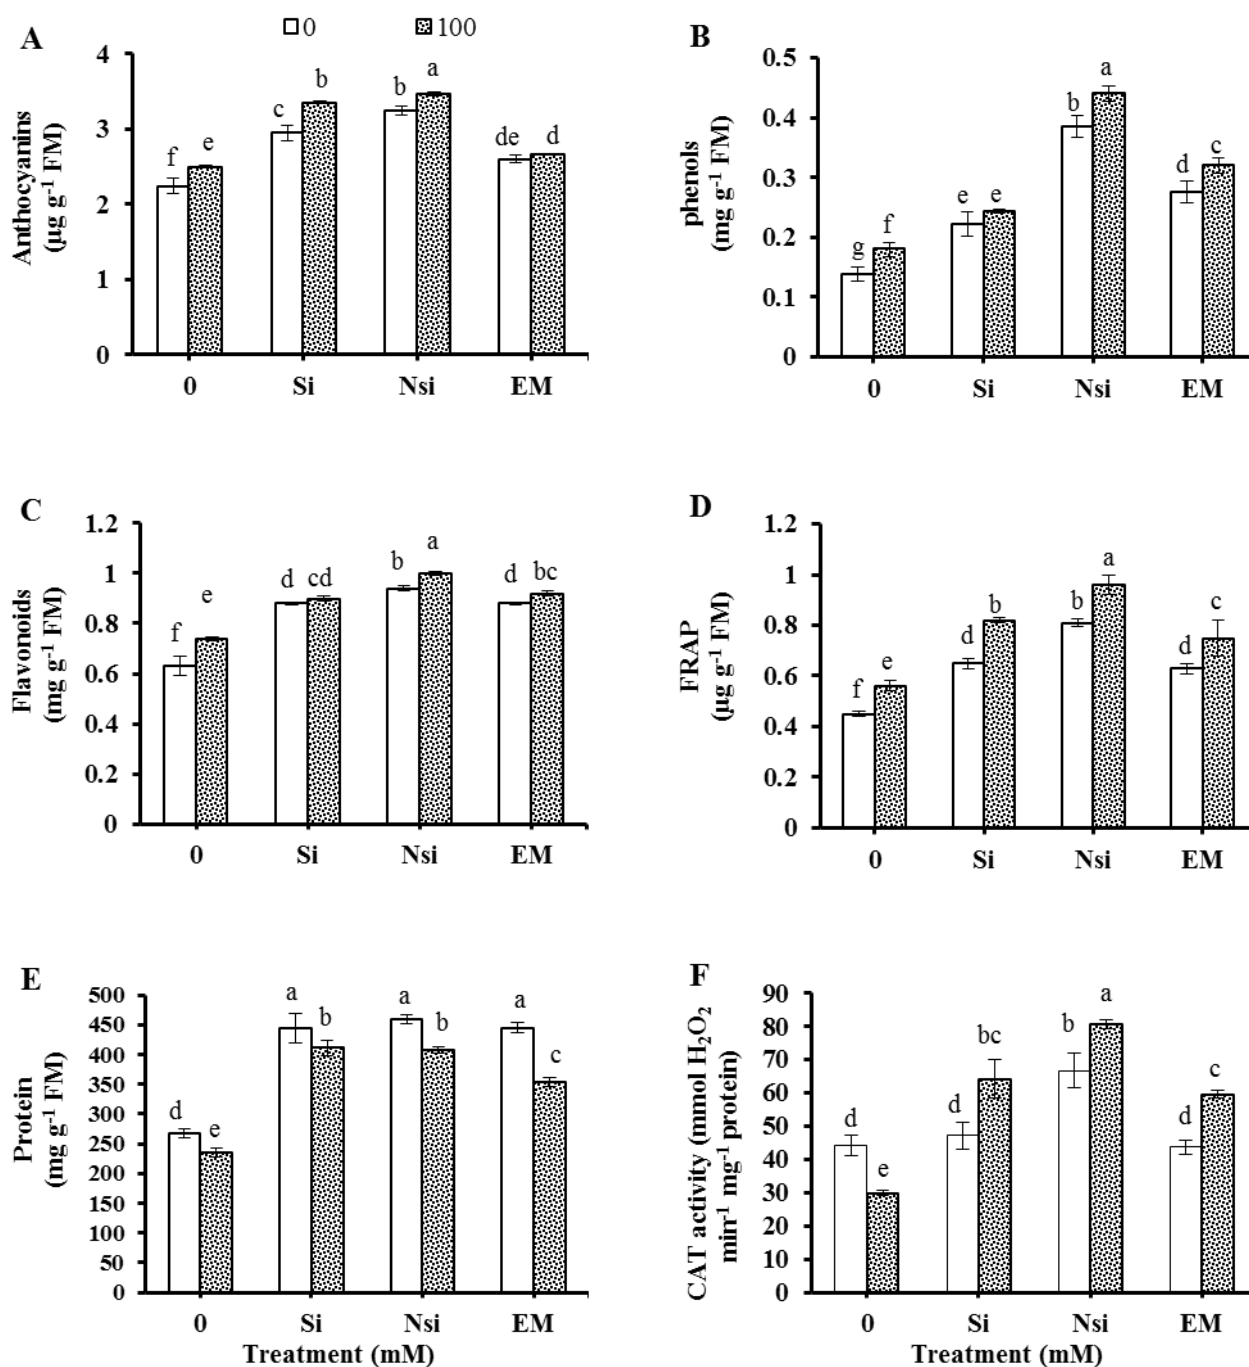 A
0
100
Anthocyanins
(µg g⁻¹ FM)
4
3
2
1
0
f
e
c
b
b
a
de
d
0
Si
Nsi
EM
B
phenols
(mg g⁻¹ FM)
0.5
0.4
0.3
0.2
0.1
0
g
f
e
e
b
a
d
c
0
Si
Nsi
EM
C
Flavonoids
(mg g⁻¹ FM)
1.2
1
0.8
0.6
0.4
0.2
0
f
e
d
cd
b
a
d
bc
0
Si
Nsi
EM
D
FRAP
(µg g⁻¹ FM)
1.2
1
0.8
0.6
0.4
0.2
0
f
e
d
b
b
a
d
c
0
Si
Nsi
EM
E
Protein
(mg g⁻¹ FM)
500
450
400
350
300
250
200
150
100
50
0
d
e
a
b
a
b
a
c
0
Si
Nsi
EM
Treatment (mM)
F
CAT activity (mmol H₂O₂
min⁻¹ mg⁻¹ protein)
90
80
70
60
50
40
30
20
10
0
d
e
d
bc
b
a
d
c
0
Si
Nsi
EM
Treatment (mM)